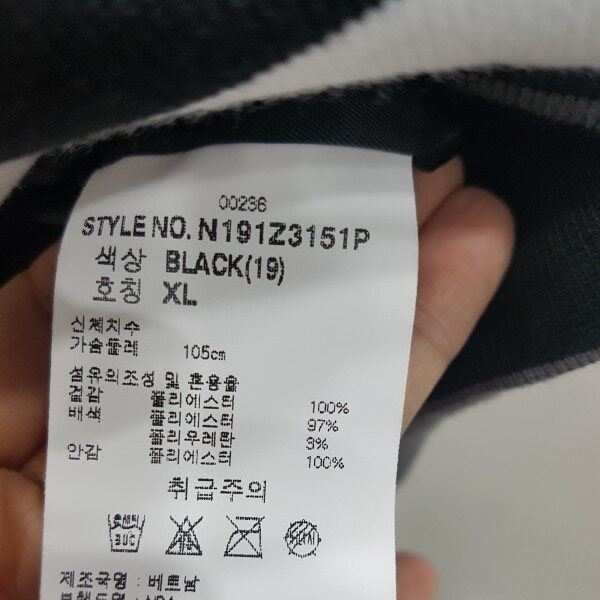 00236
STYLE NO. N191Z3151P
색상 BLACK(19)
호칭 XL
신체치수
가슴둘레 105cm
섬유의조성 및 혼용율
겉감 폴리에스터 100%
배색 폴리에스터 97%
폴리우레탄 3%
안감 폴리에스터 100%
취급주의
제조국명 : 베트남